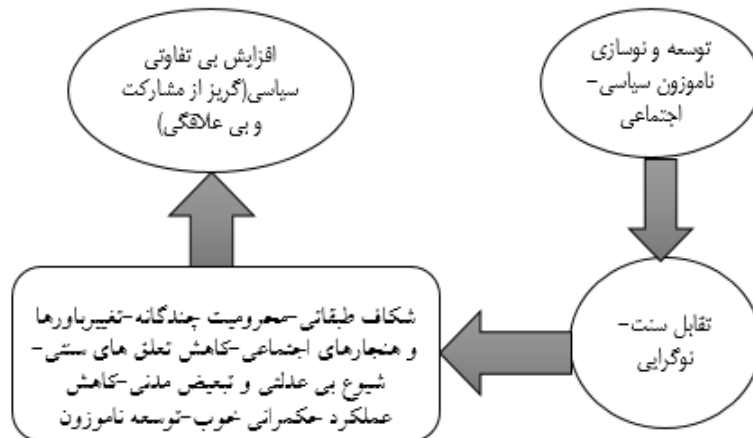 توسعه و نوسازی
ناموزون سیاسی-
اجتماعی
تقابل سنت-
نوگرایی
شکاف طبقاتی-محرومیت چندگانه-تغییرباورها
و هنجارهای اجتماعی-کاهش تعلق های سنتی-
شیوع بی عدلتی و تبعیض مدنی-کاهش
عملکرد حکمرانی خوب-توسعه ناموزون
افزایش بی تفاوتی
سیاسی(گریز از مشارکت
و بی علاقگی)